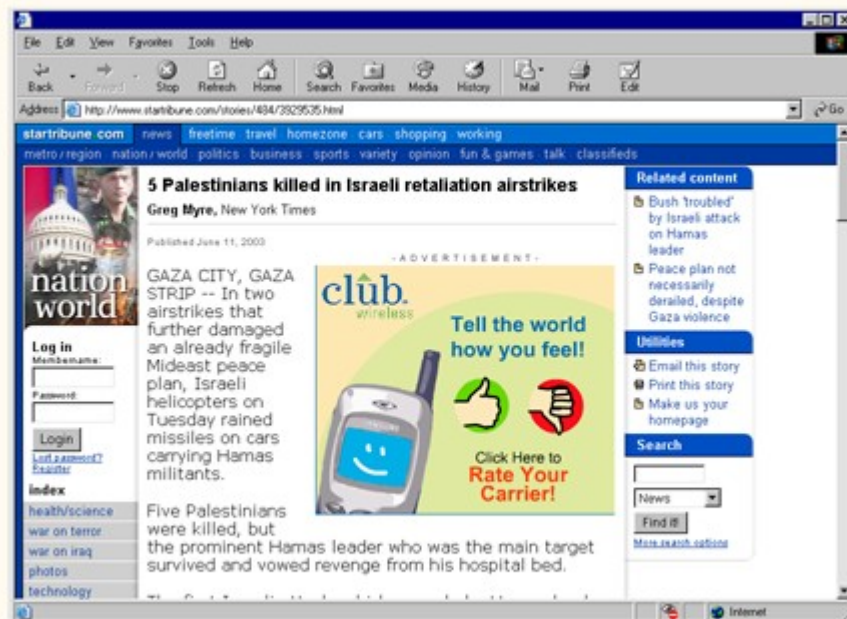 File Edit View Favorites Tools Help
Back Forward Stop Refresh Home Search Favorites Media History Mail Print Edit
Address http://www.startribune.com/stories/484/3929535.html Go
startribune.com news freetime travel homezone cars shopping working
metro / region nation / world politics business sports variety opinion fun & games talk classifieds
nation
world
Log in
Membername:
Password:
Login
Lost password?
Register
index
health/science
war on terror
war on iraq
photos
technology
5 Palestinians killed in Israeli retaliation airstrikes
Greg Myre, New York Times
Published June 11, 2003
GAZA CITY, GAZA
STRIP -- In two
airstrikes that
further damaged
an already fragile
Mideast peace
plan, Israeli
helicopters on
Tuesday rained
missiles on cars
carrying Hamas
militants.
Five Palestinians
were killed, but
the prominent Hamas leader who was the main target
survived and vowed revenge from his hospital bed.
- A D V E R T I S E M E N T -
club.
wireless
Tell the world
how you feel!
Click Here to
Rate Your
Carrier!
Related content
Bush 'troubled'
by Israeli attack
on Hamas
leader
Peace plan not
necessarily
derailed, despite
Gaza violence
Utilities
Email this story
Print this story
Make us your
homepage
Search
News
Find it!
More search options
Internet